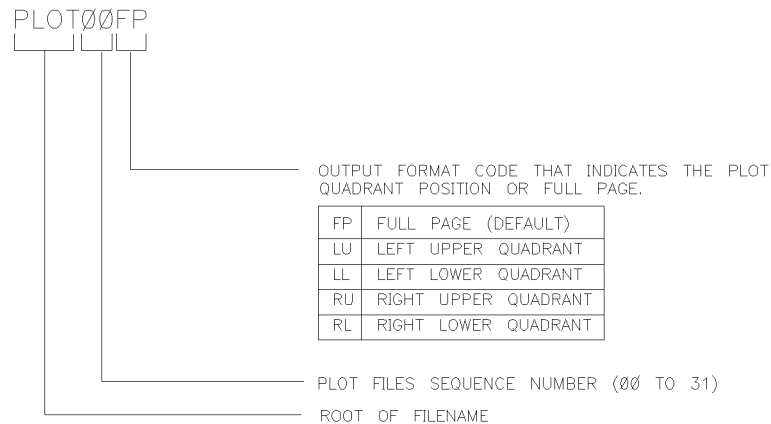 PLOTØØFP
OUTPUT FORMAT CODE THAT INDICATES THE PLOT
QUADRANT POSITION OR FULL PAGE.
FP FULL PAGE (DEFAULT)
LU LEFT UPPER QUADRANT
LL LEFT LOWER QUADRANT
RU RIGHT UPPER QUADRANT
RL RIGHT LOWER QUADRANT
PLOT FILES SEQUENCE NUMBER (ØØ TO 31)
ROOT OF FILENAME